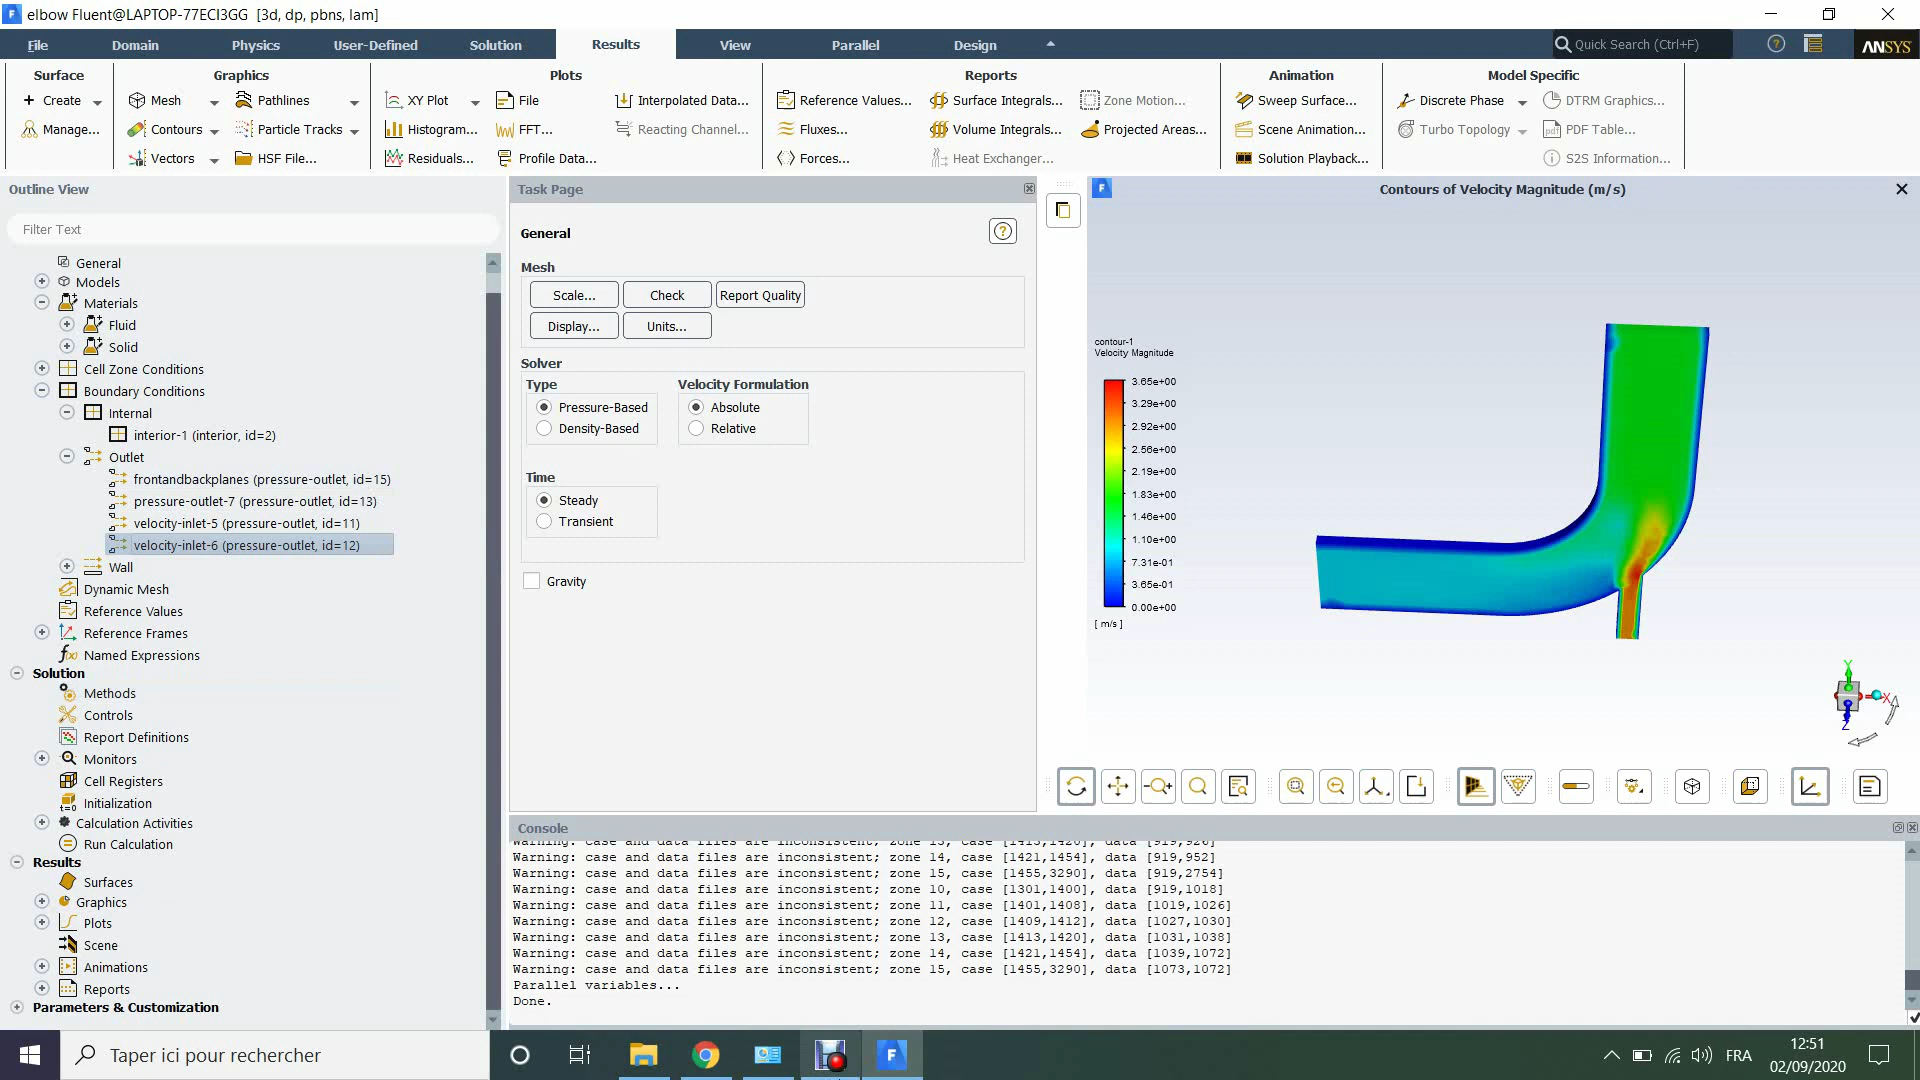 elbow Fluent@LAPTOP-77ECI3GG [3d, dp, pbns, lam]
File Domain Physics User-Defined Solution Results View Parallel Design Quick Search (Ctrl+F) ANSYS
Surface Graphics Plots Reports Animation Model Specific
+ Create Mesh Pathlines XY Plot File Interpolated Data... Reference Values... Surface Integrals... Zone Motion... Sweep Surface... Discrete Phase DTRM Graphics...
Manage... Contours Particle Tracks Histogram... FFT... Reacting Channel... Fluxes... Volume Integrals... Projected Areas... Scene Animation... Turbo Topology PDF Table...
Vectors HSF File... Residuals... Profile Data... Forces... Heat Exchanger... Solution Playback... S2S Information...
Outline View
Filter Text
General
Models
Materials
Fluid
Solid
Cell Zone Conditions
Boundary Conditions
Internal
interior-1 (interior, id=2)
Outlet
frontandbackplanes (pressure-outlet, id=15)
pressure-outlet-7 (pressure-outlet, id=13)
velocity-inlet-5 (pressure-outlet, id=11)
velocity-inlet-6 (pressure-outlet, id=12)
Wall
Dynamic Mesh
Reference Values
Reference Frames
f(x) Named Expressions
Solution
Methods
Controls
Report Definitions
Monitors
Cell Registers
t=0 Initialization
Calculation Activities
Run Calculation
Results
Surfaces
Graphics
Plots
Scene
Animations
Reports
Parameters & Customization
Task Page
General
Mesh
Scale... Check Report Quality
Display... Units...
Solver
Type Velocity Formulation
Pressure-Based Absolute
Density-Based Relative
Time
Steady
Transient
Gravity
Contours of Velocity Magnitude (m/s)
contour-1
Velocity Magnitude
3.65e+00
3.29e+00
2.92e+00
2.56e+00
2.19e+00
1.83e+00
1.46e+00
1.10e+00
7.31e-01
3.65e-01
0.00e+00
[ m/s ]
Y
X
Z
Console
Warning: case and data files are inconsistent; zone 13, case [1413,1420], data [919,926]
Warning: case and data files are inconsistent; zone 14, case [1421,1454], data [919,952]
Warning: case and data files are inconsistent; zone 15, case [1455,3290], data [919,2754]
Warning: case and data files are inconsistent; zone 10, case [1301,1400], data [919,1018]
Warning: case and data files are inconsistent; zone 11, case [1401,1408], data [1019,1026]
Warning: case and data files are inconsistent; zone 12, case [1409,1412], data [1027,1030]
Warning: case and data files are inconsistent; zone 13, case [1413,1420], data [1031,1038]
Warning: case and data files are inconsistent; zone 14, case [1421,1454], data [1039,1072]
Warning: case and data files are inconsistent; zone 15, case [1455,3290], data [1073,1072]
Parallel variables...
Done.
Taper ici pour rechercher
FRA
12:51
02/09/2020